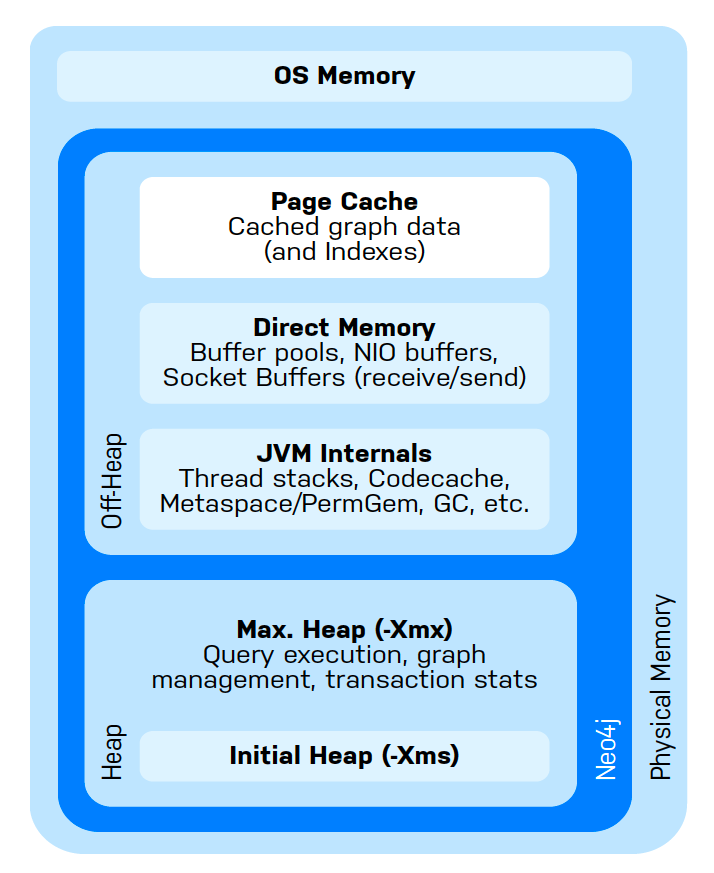 OS Memory
Page Cache
Cached graph data
(and Indexes)
Direct Memory
Buffer pools, NIO buffers,
Socket Buffers (receive/send)
JVM Internals
Thread stacks, Codecache,
Metaspace/PermGem, GC, etc.
Off-Heap
Max. Heap (-Xmx)
Query execution, graph
management, transaction stats
Initial Heap (-Xms)
Heap
Neo4j
Physical Memory